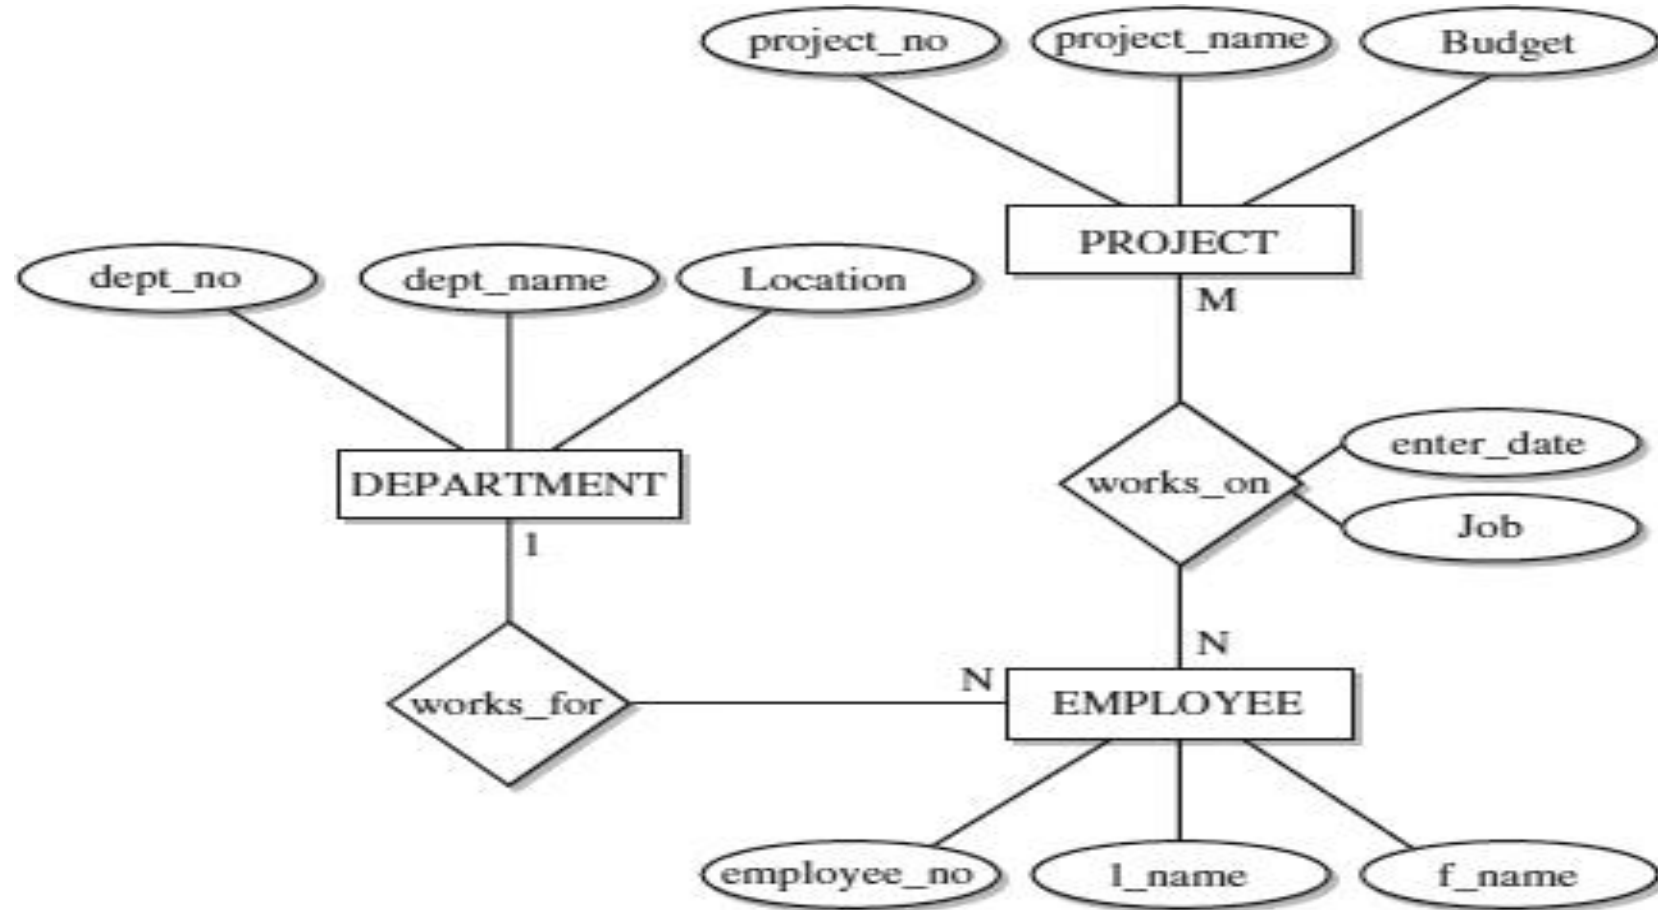 project_no
project_name
Budget
PROJECT
M
dept_no
dept_name
Location
DEPARTMENT
1
works_on
enter_date
Job
N
works_for
N
EMPLOYEE
employee_no
l_name
f_name